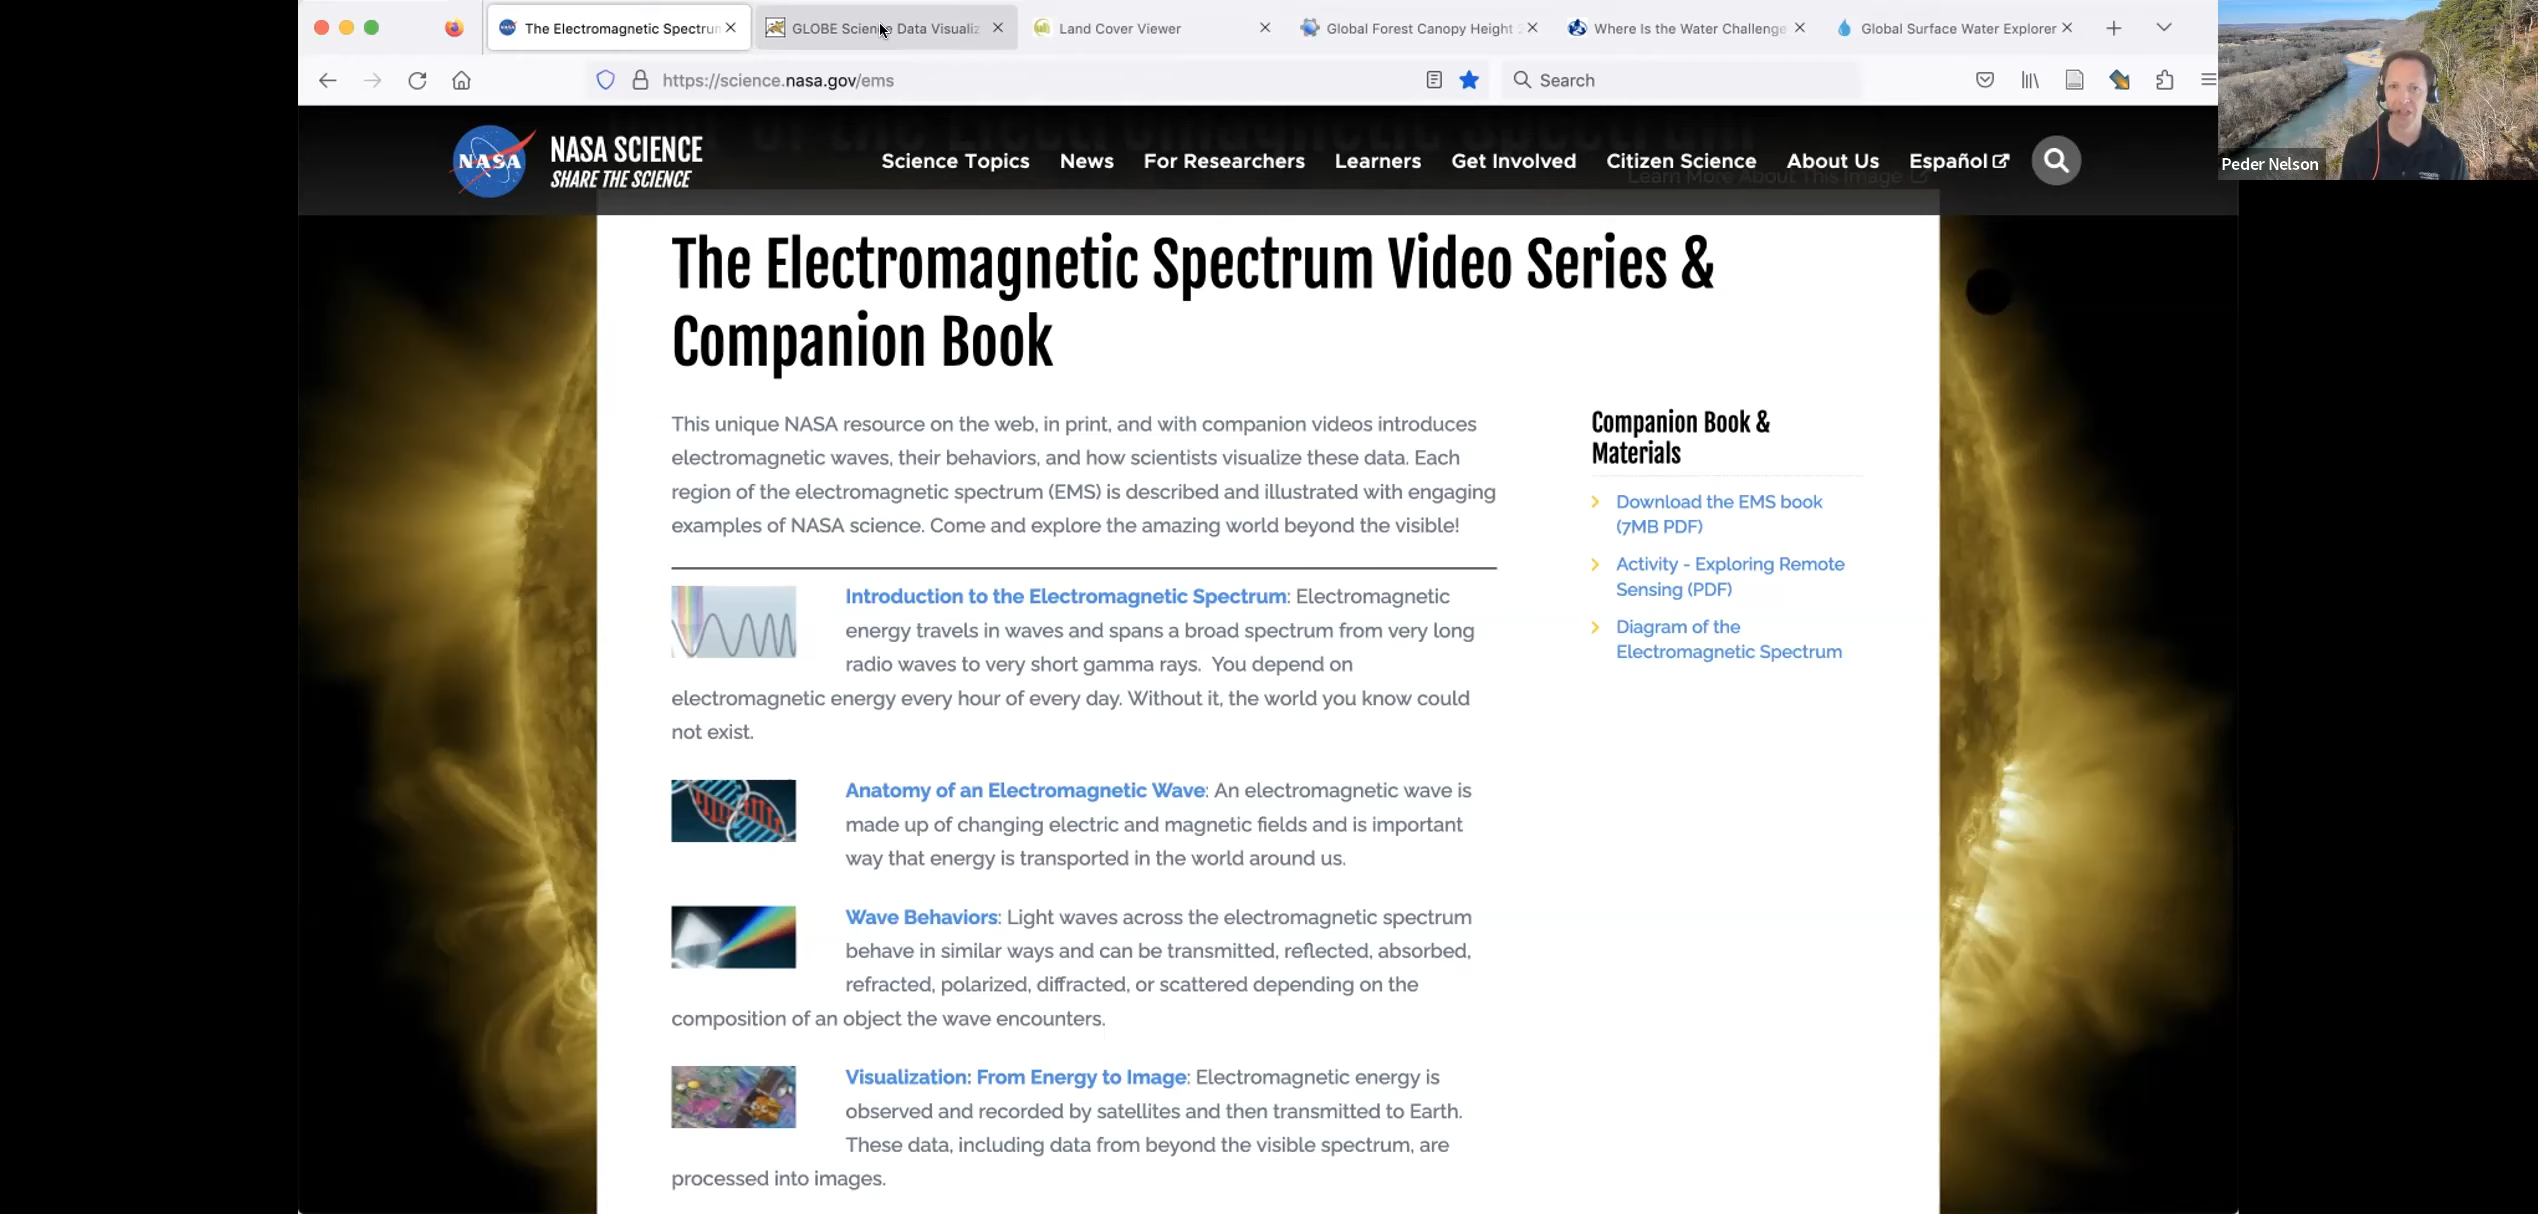 The Electromagnetic Spectrum
GLOBE Science Data Visualiz
Land Cover Viewer
Global Forest Canopy Height
Where Is the Water Challenge
Global Surface Water Explorer
https://science.nasa.gov/ems
Search
Peder Nelson
NASA
NASA SCIENCE
SHARE THE SCIENCE
Science Topics
News
For Researchers
Learners
Get Involved
Citizen Science
About Us
Español
Learn More About This Image
The Electromagnetic Spectrum Video Series &
Companion Book
This unique NASA resource on the web, in print, and with companion videos introduces
electromagnetic waves, their behaviors, and how scientists visualize these data. Each
region of the electromagnetic spectrum (EMS) is described and illustrated with engaging
examples of NASA science. Come and explore the amazing world beyond the visible!
Introduction to the Electromagnetic Spectrum: Electromagnetic
energy travels in waves and spans a broad spectrum from very long
radio waves to very short gamma rays. You depend on
electromagnetic energy every hour of every day. Without it, the world you know could
not exist.
Anatomy of an Electromagnetic Wave: An electromagnetic wave is
made up of changing electric and magnetic fields and is important
way that energy is transported in the world around us.
Wave Behaviors: Light waves across the electromagnetic spectrum
behave in similar ways and can be transmitted, reflected, absorbed,
refracted, polarized, diffracted, or scattered depending on the
composition of an object the wave encounters.
Visualization: From Energy to Image: Electromagnetic energy is
observed and recorded by satellites and then transmitted to Earth.
These data, including data from beyond the visible spectrum, are
processed into images.
Companion Book &
Materials
Download the EMS book
(7MB PDF)
Activity - Exploring Remote
Sensing (PDF)
Diagram of the
Electromagnetic Spectrum